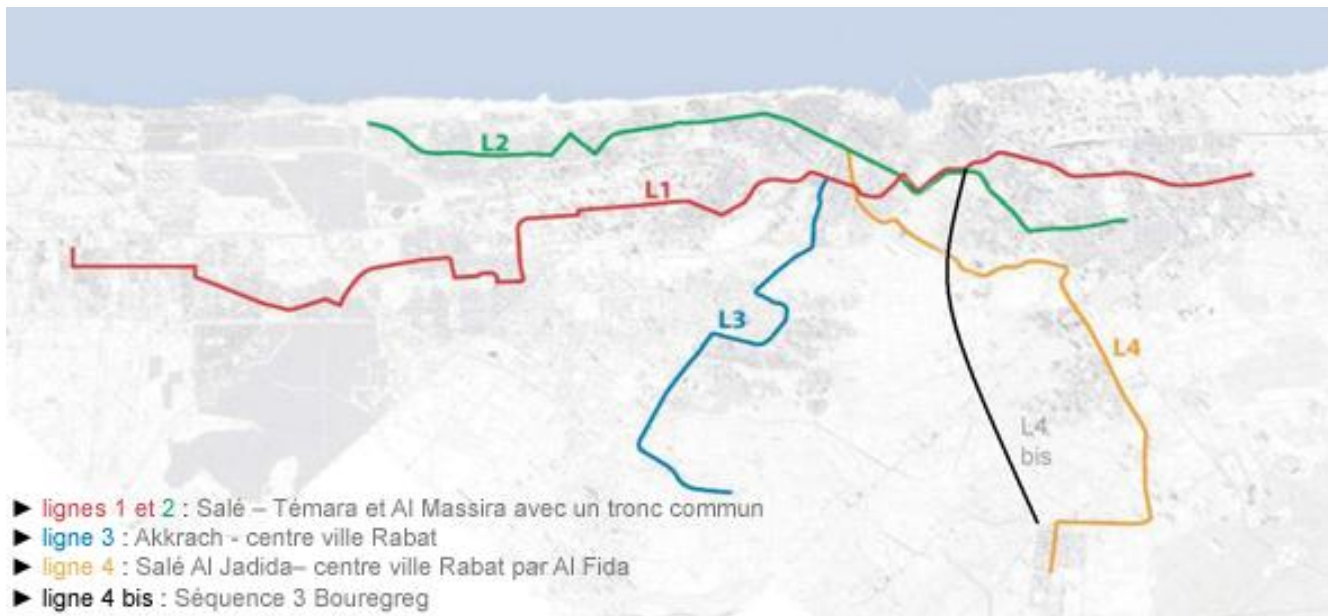 L2
L1
L3
L4
L4
bis
► lignes 1 et 2 : Salé – Témara et Al Massira avec un tronc commun
► ligne 3 : Akkrach - centre ville Rabat
► ligne 4 : Salé Al Jadida– centre ville Rabat par Al Fida
► ligne 4 bis : Séquence 3 Bouregreg